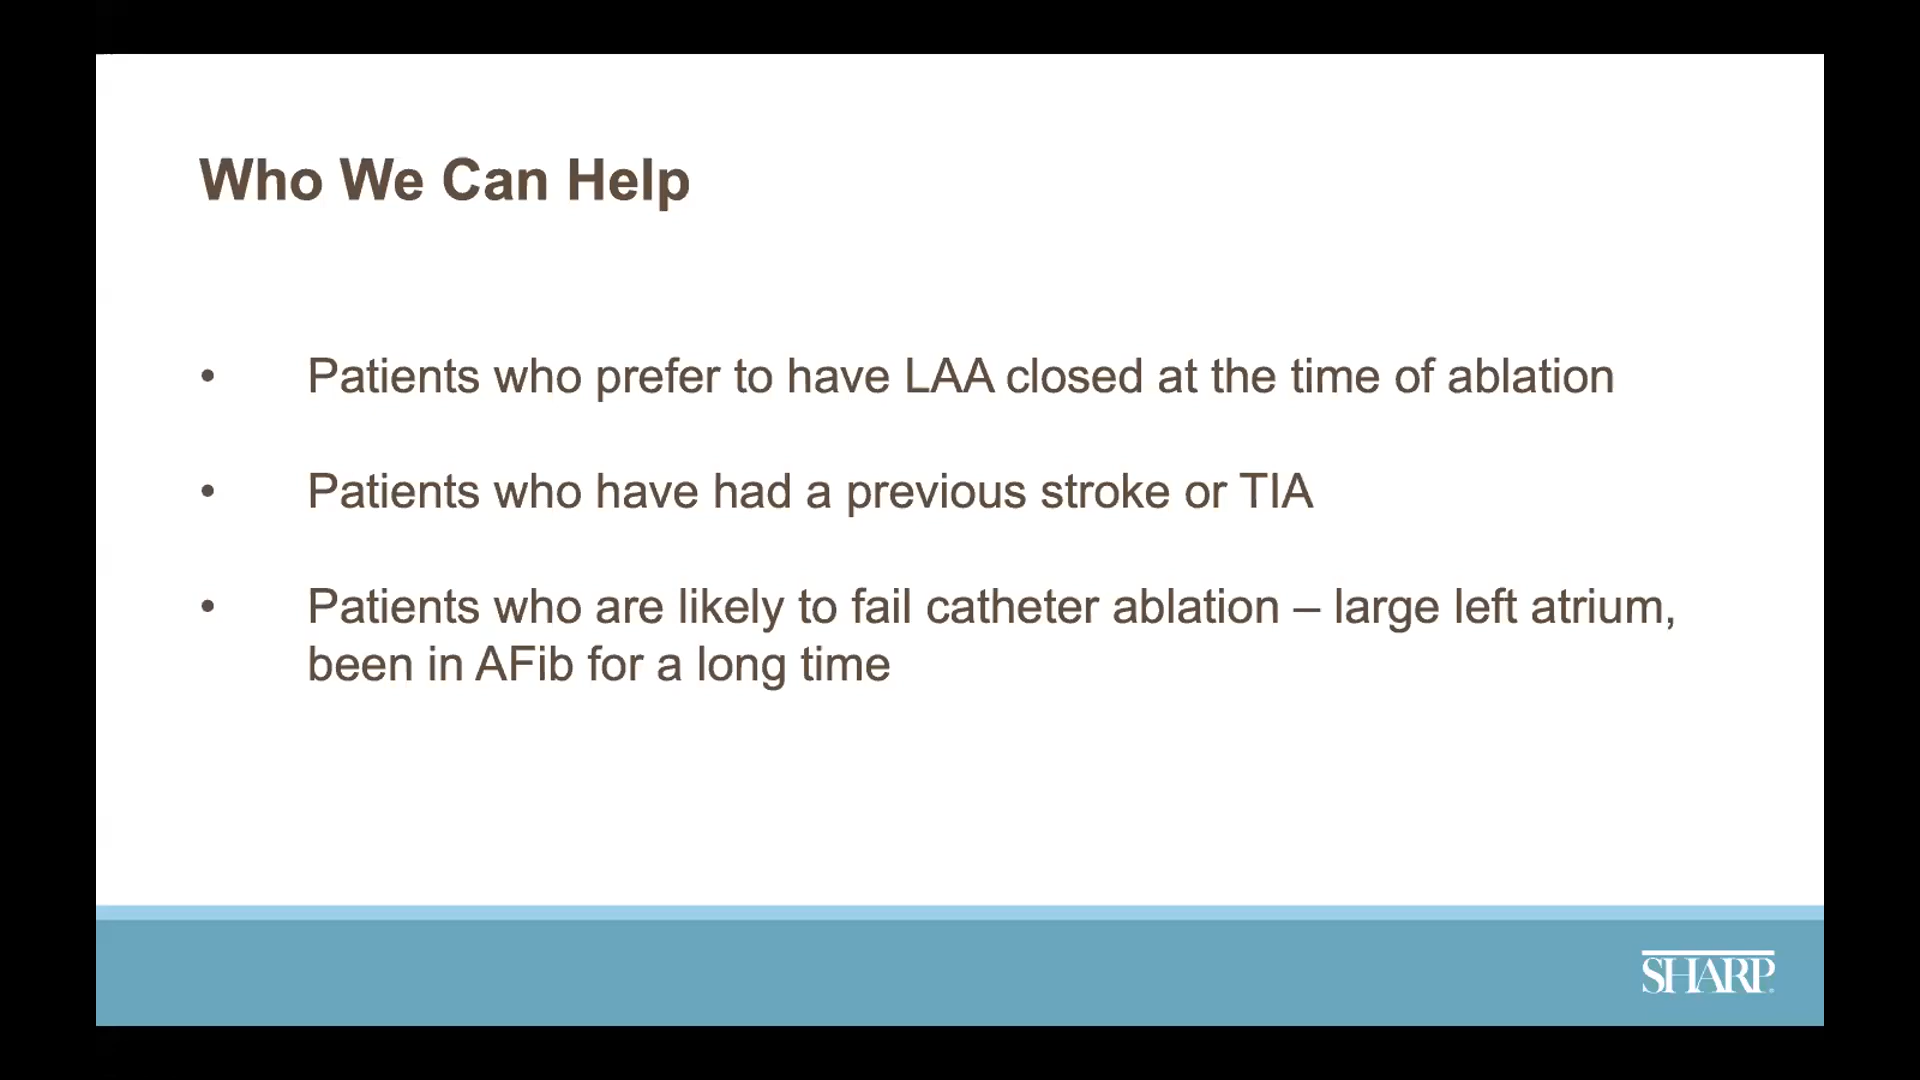 Who We Can Help
• Patients who prefer to have LAA closed at the time of ablation
• Patients who have had a previous stroke or TIA
• Patients who are likely to fail catheter ablation – large left atrium,
been in AFib for a long time
SHARP®